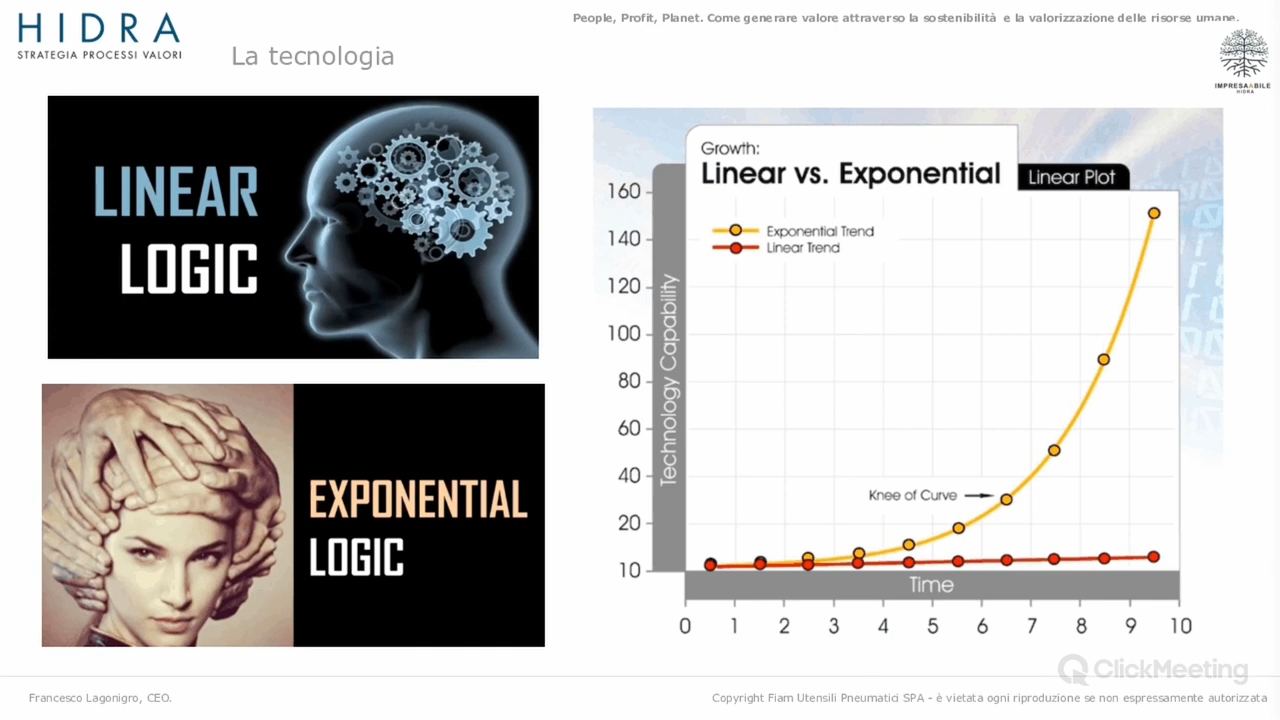 HIDRA
STRATEGIA PROCESSI VALORI
La tecnologia
People, Profit, Planet. Come generare valore attraverso la sostenibilità e la valorizzazione delle risorse umane.
IMPRESAABILE
HIDRA
LINEAR
LOGIC
EXPONENTIAL
LOGIC
Growth:
Linear vs. Exponential
Linear Plot
Exponential Trend
Linear Trend
Technology Capability
160
140
120
100
80
60
40
20
10
Knee of Curve
Time
0 1 2 3 4 5 6 7 8 9 10
ClickMeeting
Francesco Lagonigro, CEO.
Copyright Fiam Utensili Pneumatici SPA - è vietata ogni riproduzione se non espressamente autorizzata